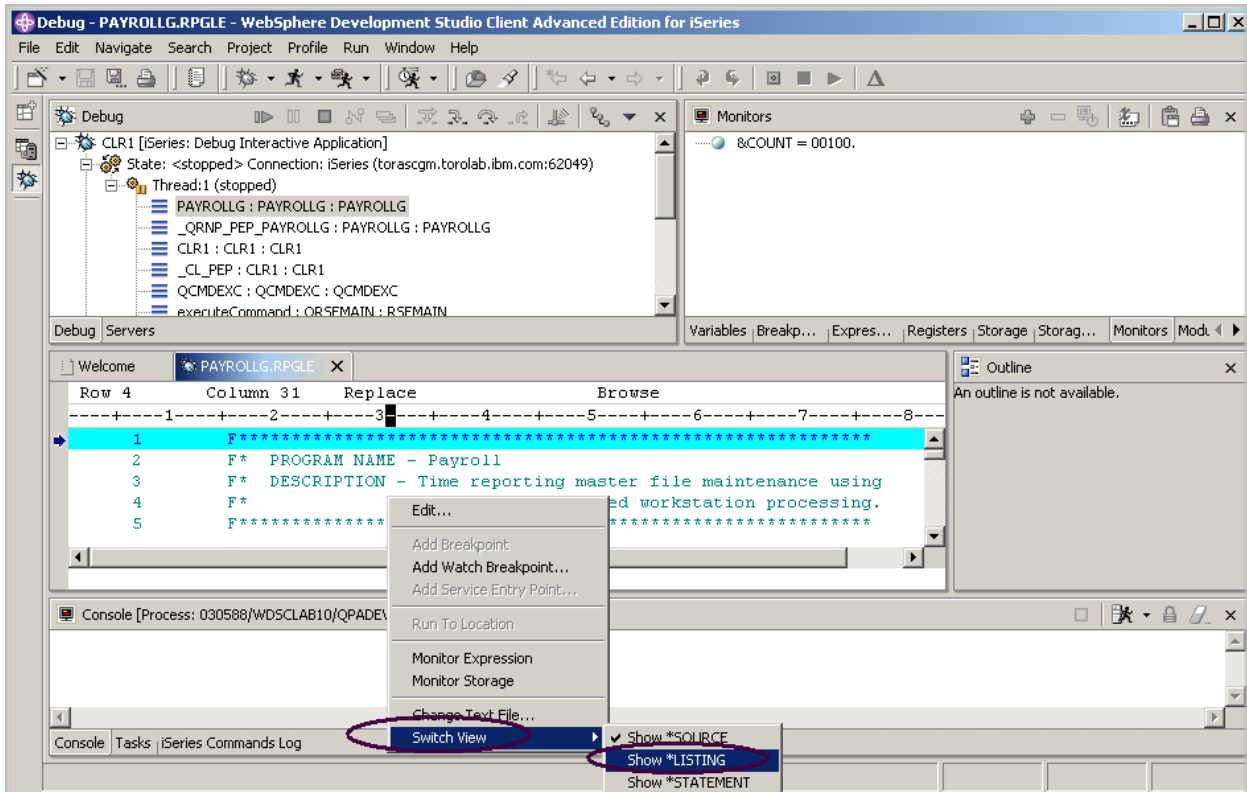 Debug - PAYROLLG.RPGLE - WebSphere Development Studio Client Advanced Edition for iSeries
File Edit Navigate Search Project Profile Run Window Help
Debug
CLR1 [iSeries: Debug Interactive Application]
State: <stopped> Connection: iSeries (torascgm.torolab.ibm.com:62049)
Thread:1 (stopped)
PAYROLLG : PAYROLLG : PAYROLLG
_QRNP_PEP_PAYROLLG : PAYROLLG : PAYROLLG
CLR1 : CLR1 : CLR1
_CL_PEP : CLR1 : CLR1
QCMDEXC : QCMDEXC : QCMDEXC
executeCommand : QRSEMAIN : RSEMAIN
Debug Servers
Monitors
&COUNT = 00100.
Variables Breakp... Expres... Registers Storage Storag... Monitors Modu
Welcome PAYROLLG.RPGLE
Row 4 Column 31 Replace Browse
----+----1----+----2----+----3----+----4----+----5----+----6----+----7----+----8---
1 F************************************************************
2 F* PROGRAM NAME - Payroll
3 F* DESCRIPTION - Time reporting master file maintenance using
4 F* ed workstation processing.
5 F************** *************************
Outline
An outline is not available.
Edit...
Add Breakpoint
Add Watch Breakpoint...
Add Service Entry Point...
Run To Location
Monitor Expression
Monitor Storage
Change Text File...
Switch View
Show *SOURCE
Show *LISTING
Show *STATEMENT
Console [Process: 030588/WDSCLAB10/QPADEV
Console Tasks iSeries Commands Log